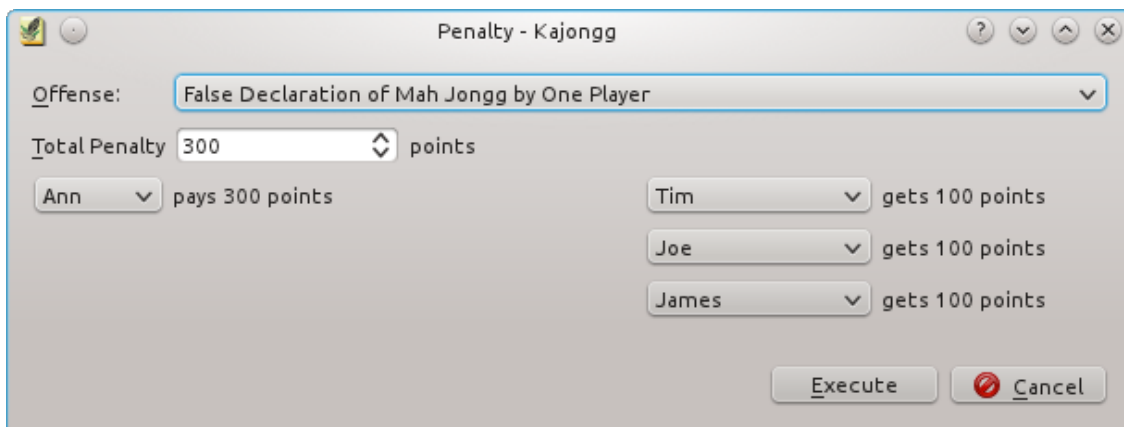 Penalty - Kajongg
Offense: False Declaration of Mah Jongg by One Player
Total Penalty 300 points
Ann pays 300 points Tim gets 100 points
Joe gets 100 points
James gets 100 points
Execute Cancel